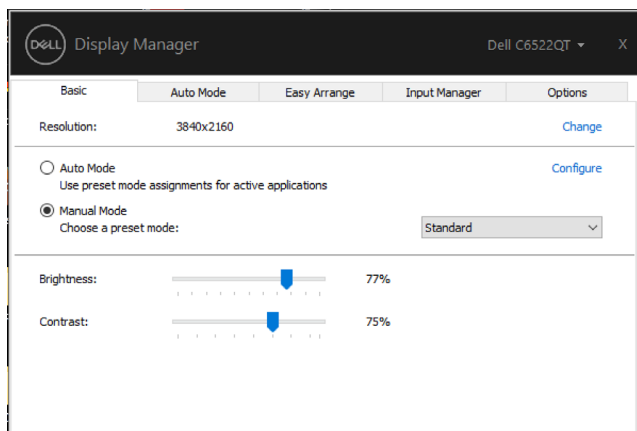 DELL Display Manager Dell C6522QT X
Basic Auto Mode Easy Arrange Input Manager Options
Resolution: 3840x2160 Change
Auto Mode Configure
Use preset mode assignments for active applications
Manual Mode
Choose a preset mode: Standard
Brightness: 77%
Contrast: 75%